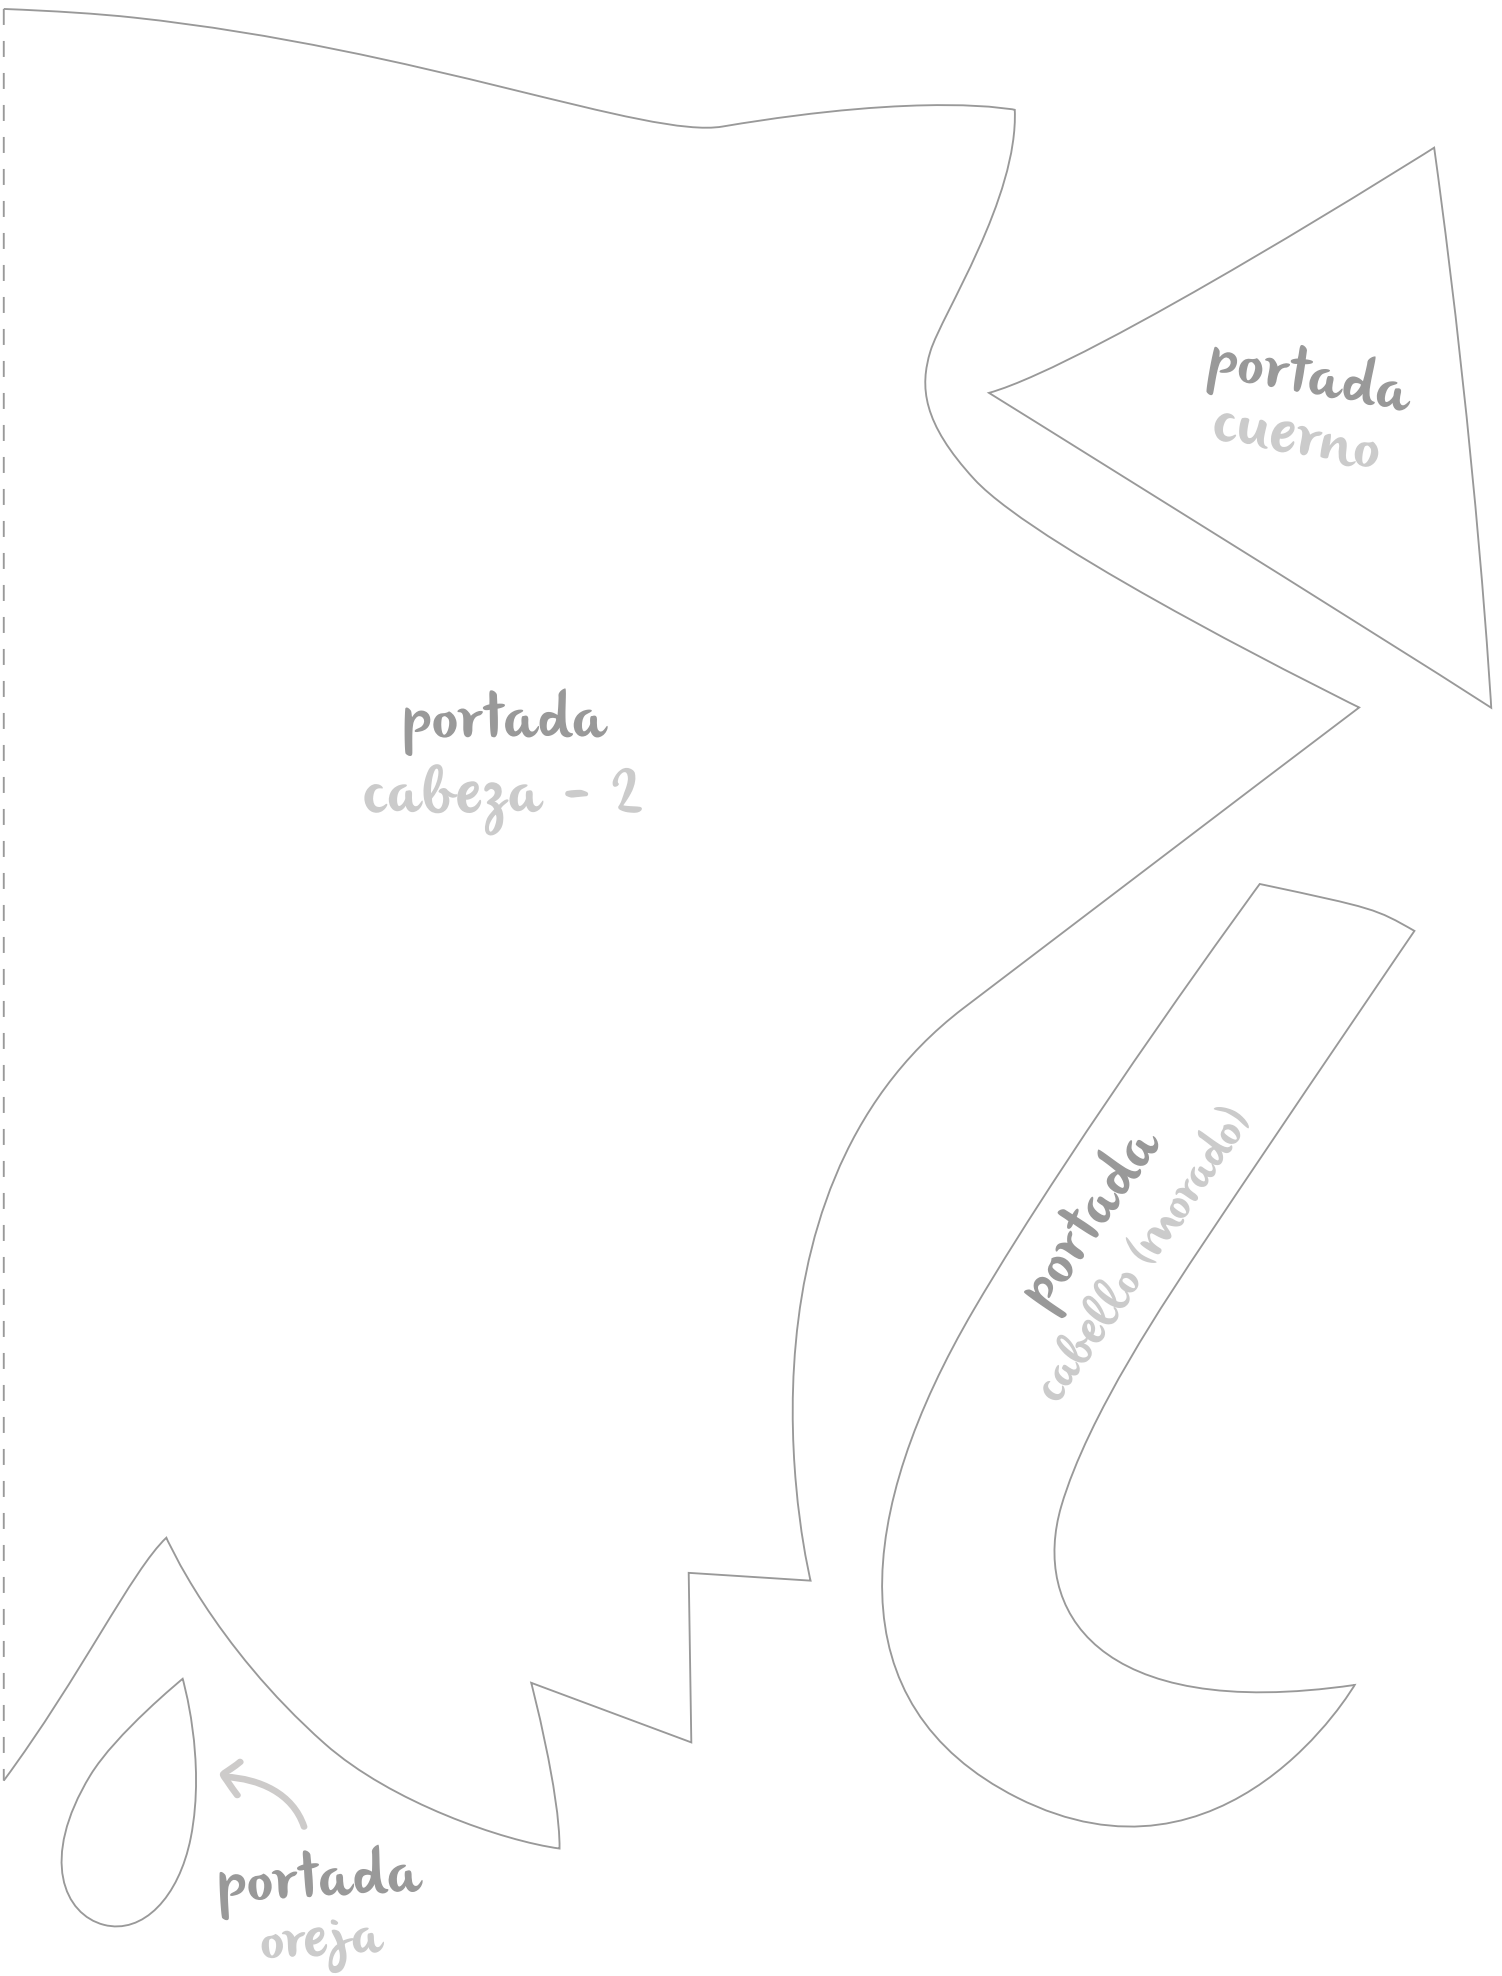 portada
cuerno
portada
cabeza - 2
portada
cabello (morado)
portada
oreja